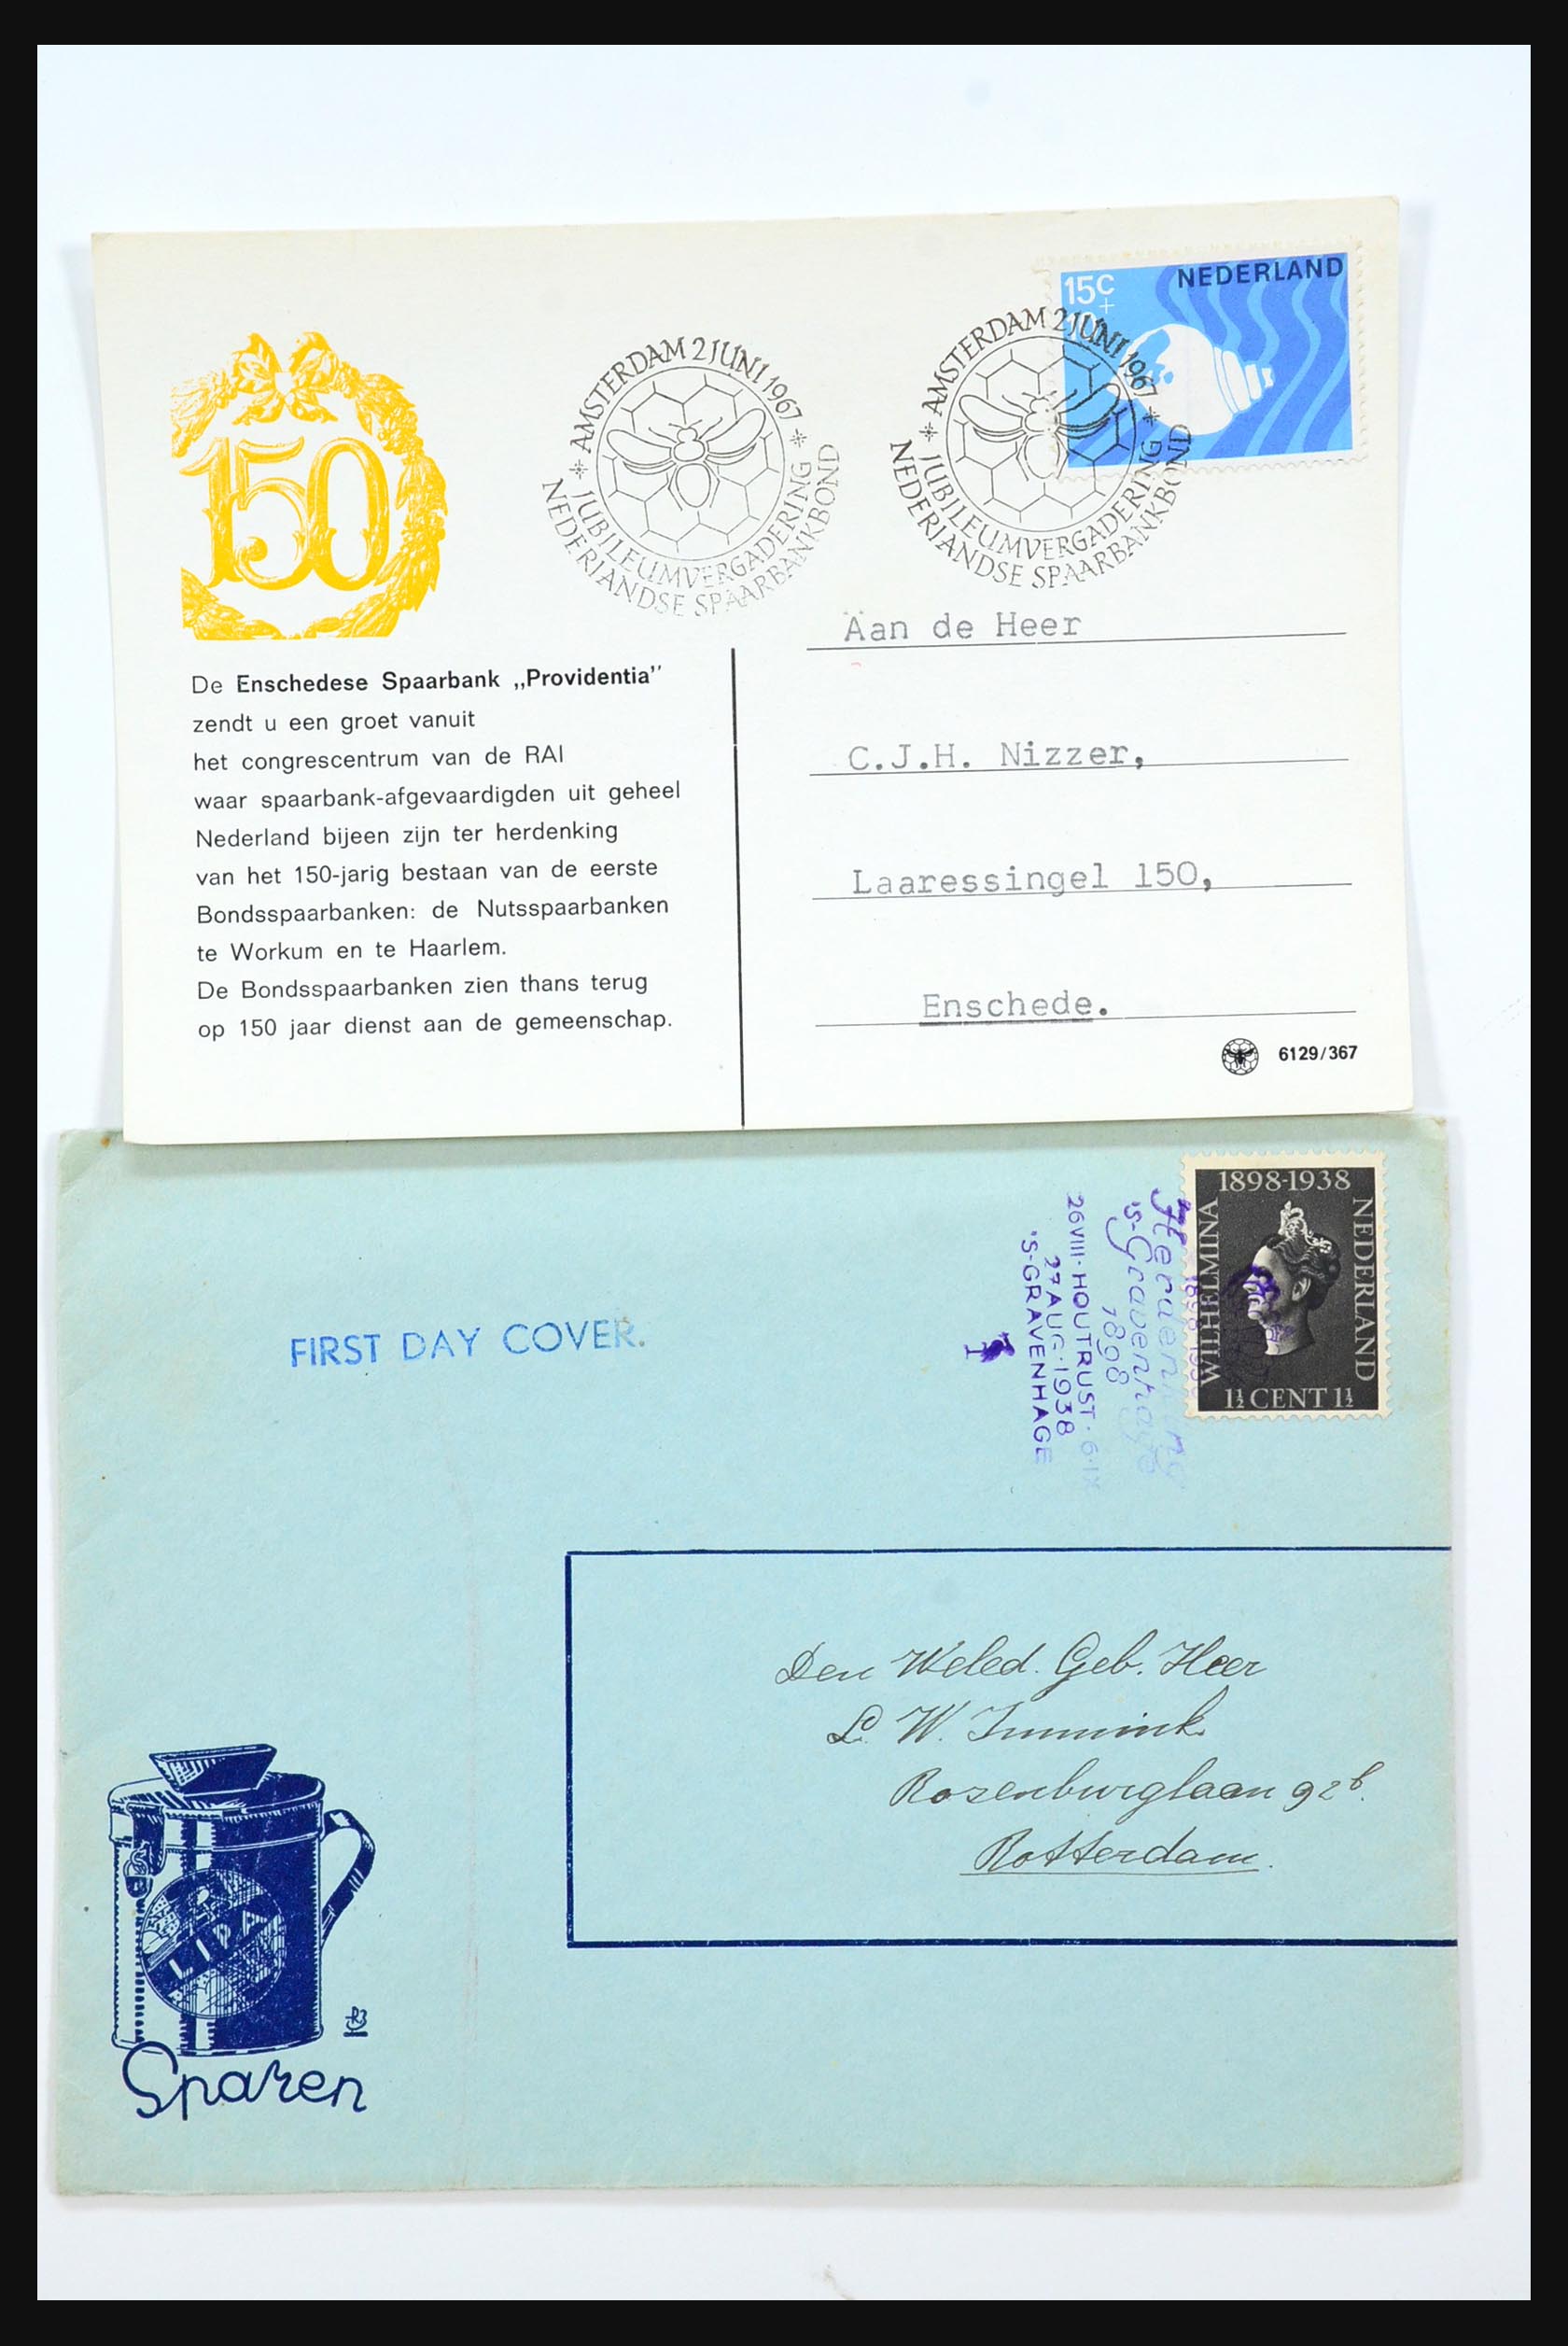 150
AMSTERDAM 2 JUNI 1967
JUBILEUMVERGADERING
NEDERLANDSE SPAARBANKBOND
AMSTERDAM 2 JUNI 1967
JUBILEUMVERGADERING
NEDERLANDSE SPAARBANKBOND
15c
+
NEDERLAND
De Enschedese Spaarbank „Providentia”
zendt u een groet vanuit
het congrescentrum van de RAI
waar spaarbank-afgevaardigden uit geheel
Nederland bijeen zijn ter herdenking
van het 150-jarig bestaan van de eerste
Bondsspaarbanken: de Nutsspaarbanken
te Workum en te Haarlem.
De Bondsspaarbanken zien thans terug
op 150 jaar dienst aan de gemeenschap.
Aan de Heer
C.J.H. Nizzer,
Laaressingel 150,
Enschede.
6129/367
1898-1938
WILHELMINA
NEDERLAND
1½ CENT 1½
's-Gravenhage
1898
26 VIII·HOUTRUST·6·IX
27 AUG·1938
'S-GRAVENHAGE
1
FIRST DAY COVER.
Den Weled. Geb. Heer
L. W. Immink
Rozenburglaan 92b.
Rotterdam.
Sparen